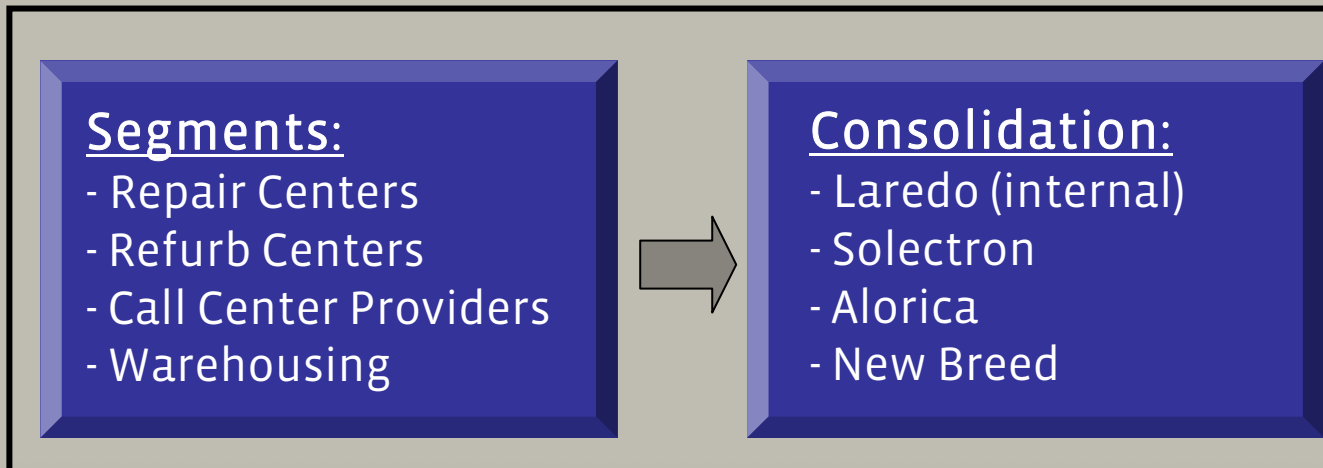 Segments:
- Repair Centers
- Refurb Centers
- Call Center Providers
- Warehousing
Consolidation:
- Laredo (internal)
- Solectron
- Alorica
- New Breed